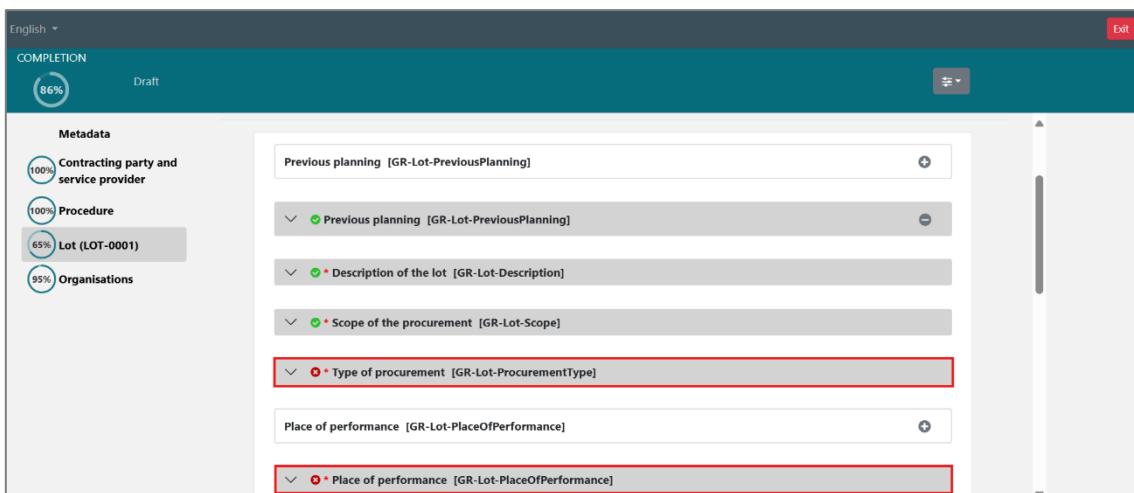 English
Exit
COMPLETION
86%
Draft
Metadata
100%
Contracting party and
service provider
100%
Procedure
65%
Lot (LOT-0001)
95%
Organisations
Previous planning [GR-Lot-PreviousPlanning]
Previous planning [GR-Lot-PreviousPlanning]
* Description of the lot [GR-Lot-Description]
* Scope of the procurement [GR-Lot-Scope]
* Type of procurement [GR-Lot-ProcurementType]
Place of performance [GR-Lot-PlaceOfPerformance]
* Place of performance [GR-Lot-PlaceOfPerformance]